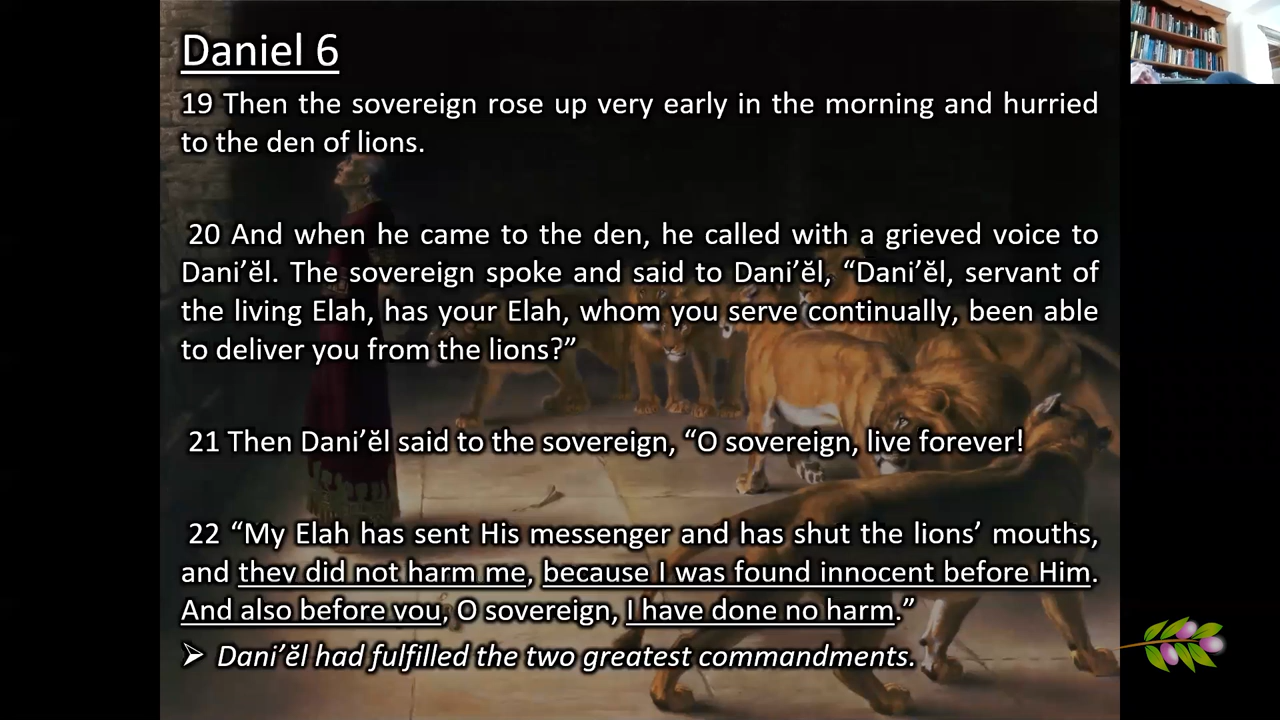 Daniel 6
19 Then the sovereign rose up very early in the morning and hurried
to the den of lions.
20 And when he came to the den, he called with a grieved voice to
Dani’ĕl. The sovereign spoke and said to Dani’ĕl, “Dani’ĕl, servant of
the living Elah, has your Elah, whom you serve continually, been able
to deliver you from the lions?”
21 Then Dani’ĕl said to the sovereign, “O sovereign, live forever!
22 “My Elah has sent His messenger and has shut the lions’ mouths,
and they did not harm me, because I was found innocent before Him.
And also before you, O sovereign, I have done no harm.”
➢ Dani’ĕl had fulfilled the two greatest commandments.